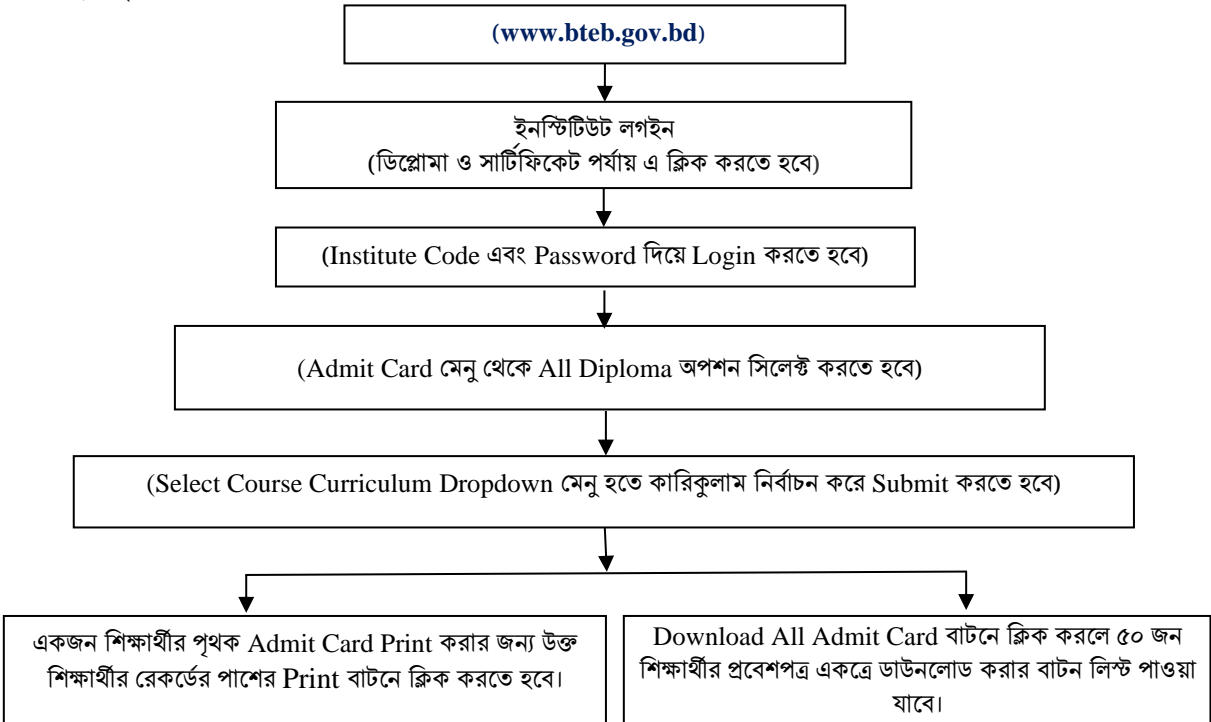 (www.bteb.gov.bd)
ইনস্টিটিউট লগইন
(ডিপ্লোমা ও সার্টিফিকেট পর্যায় এ ক্লিক করতে হবে)
(Institute Code এবং Password দিয়ে Login করতে হবে)
(Admit Card মেনু থেকে All Diploma অপশন সিলেক্ট করতে হবে)
(Select Course Curriculum Dropdown মেনু হতে কারিকুলাম নির্বাচন করে Submit করতে হবে)
একজন শিক্ষার্থীর পৃথক Admit Card Print করার জন্য উক্ত
শিক্ষার্থীর রেকর্ডের পাশের Print বাটনে ক্লিক করতে হবে।
Download All Admit Card বাটনে ক্লিক করলে ৫০ জন
শিক্ষার্থীর প্রবেশপত্র একত্রে ডাউনলোড করার বাটন লিস্ট পাওয়া
যাবে।